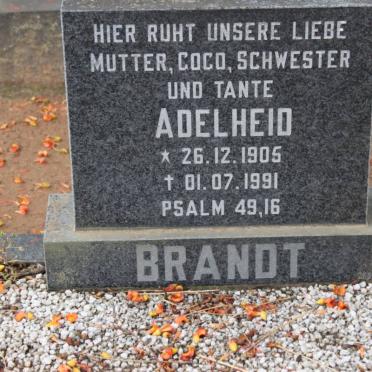 HIER RUHT UNSERE LIEBE
MUTTER, COCO, SCHWESTER
UND TANTE
ADELHEID
* 26.12.1905
† 01.07.1991
PSALM 49,16
BRANDT